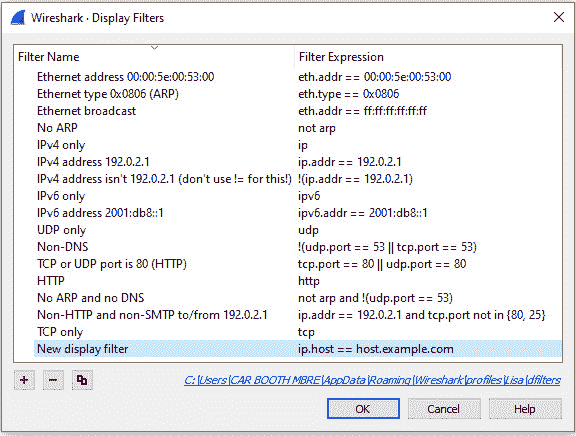 Wireshark · Display Filters
Filter Name Filter Expression
Ethernet address 00:00:5e:00:53:00 eth.addr == 00:00:5e:00:53:00
Ethernet type 0x0806 (ARP) eth.type == 0x0806
Ethernet broadcast eth.addr == ff:ff:ff:ff:ff:ff
No ARP not arp
IPv4 only ip
IPv4 address 192.0.2.1 ip.addr == 192.0.2.1
IPv4 address isn't 192.0.2.1 (don't use != for this!) !(ip.addr == 192.0.2.1)
IPv6 only ipv6
IPv6 address 2001:db8::1 ipv6.addr == 2001:db8::1
UDP only udp
Non-DNS !(udp.port == 53 || tcp.port == 53)
TCP or UDP port is 80 (HTTP) tcp.port == 80 || udp.port == 80
HTTP http
No ARP and no DNS not arp and !(udp.port == 53)
Non-HTTP and non-SMTP to/from 192.0.2.1 ip.addr == 192.0.2.1 and tcp.port not in {80, 25}
TCP only tcp
New display filter ip.host == host.example.com
C:\Users\CAR BOOTH MBRE\AppData\Roaming\Wireshark\profiles\Lisa\dfilters
OK Cancel Help